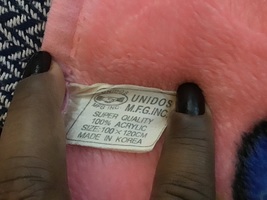 UNIDOS
M.F.G.INC.
SUPER QUALITY
100% ACRYLIC
SIZE:100 × 120CM
MADE IN KOREA